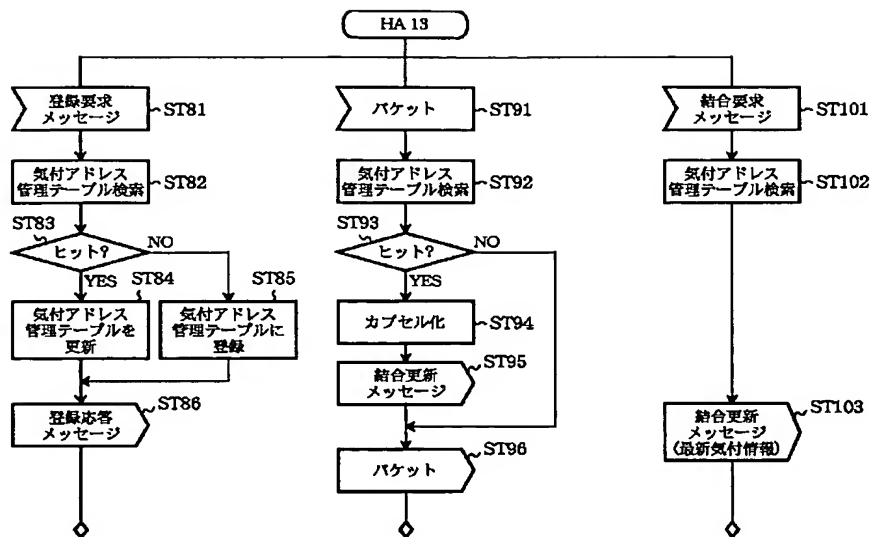 HA 13
登録要求
メッセージ
ST81
気付アドレス
管理テーブル検索
ST82
ST83
ヒット?
NO
YES
ST84
気付アドレス
管理テーブルを
更新
ST85
気付アドレス
管理テーブルに
登録
登録応答
メッセージ
ST86
パケット
ST91
気付アドレス
管理テーブル検索
ST92
ST93
ヒット?
NO
YES
カプセル化
ST94
結合更新
メッセージ
ST95
パケット
ST96
結合要求
メッセージ
ST101
気付アドレス
管理テーブル検索
ST102
結合更新
メッセージ
(最新気付情報)
ST103